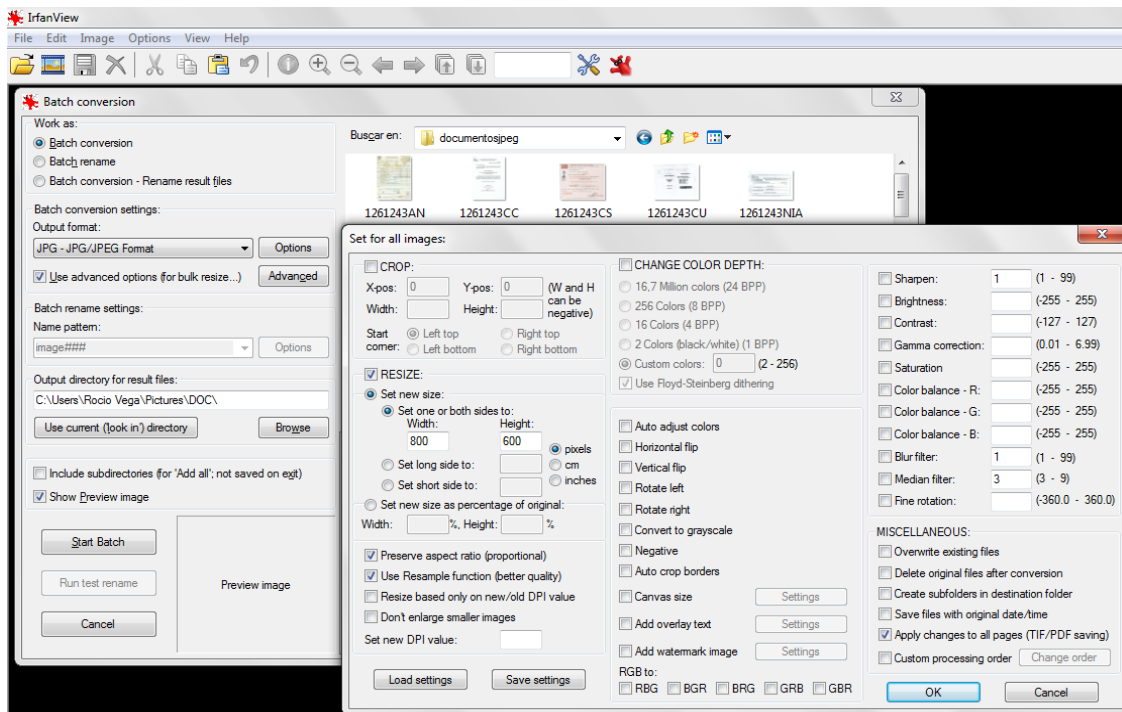 IrfanView
File Edit Image Options View Help
Batch conversion
Work as:
Batch conversion
Batch rename
Batch conversion - Rename result files
Batch conversion settings:
Output format:
JPG - JPG/JPEG Format
Options
Use advanced options (for bulk resize...)
Advanced
Batch rename settings:
Name pattern:
image###
Options
Output directory for result files:
C:\Users\Rocio Vega\Pictures\DOC\
Use current ('look in') directory
Browse
Include subdirectories (for 'Add all'; not saved on exit)
Show Preview image
Start Batch
Run test rename
Cancel
Preview image
Buscar en:
documentosjpeg
1261243AN 1261243CC 1261243CS 1261243CU 1261243NIA
Set for all images:
CROP:
X-pos: 0 Y-pos: 0 (W and H can be negative)
Width: Height:
Start corner: Left top Right top
Left bottom Right bottom
RESIZE:
Set new size:
Set one or both sides to:
Width: Height:
800 600
pixels
cm
inches
Set long side to:
Set short side to:
Set new size as percentage of original:
Width: %, Height: %
Preserve aspect ratio (proportional)
Use Resample function (better quality)
Resize based only on new/old DPI value
Don't enlarge smaller images
Set new DPI value:
Load settings
Save settings
CHANGE COLOR DEPTH:
16,7 Million colors (24 BPP)
256 Colors (8 BPP)
16 Colors (4 BPP)
2 Colors (black/white) (1 BPP)
Custom colors: 0 (2 - 256)
Use Floyd-Steinberg dithering
Auto adjust colors
Horizontal flip
Vertical flip
Rotate left
Rotate right
Convert to grayscale
Negative
Auto crop borders
Canvas size Settings
Add overlay text Settings
Add watermark image Settings
RGB to:
RBG BGR BRG GRB GBR
Sharpen: 1 (1 - 99)
Brightness: (-255 - 255)
Contrast: (-127 - 127)
Gamma correction: (0.01 - 6.99)
Saturation (-255 - 255)
Color balance - R: (-255 - 255)
Color balance - G: (-255 - 255)
Color balance - B: (-255 - 255)
Blur filter: 1 (1 - 99)
Median filter: 3 (3 - 9)
Fine rotation: (-360.0 - 360.0)
MISCELLANEOUS:
Overwrite existing files
Delete original files after conversion
Create subfolders in destination folder
Save files with original date/time
Apply changes to all pages (TIF/PDF saving)
Custom processing order Change order
OK Cancel